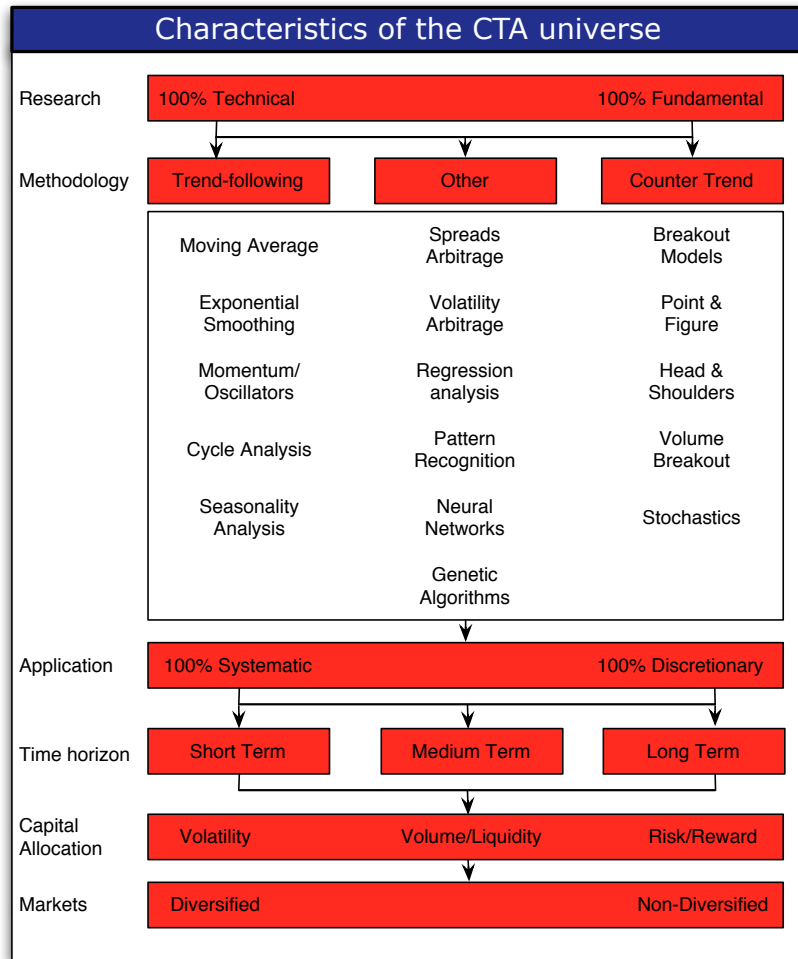 Characteristics of the CTA universe
Research
100% Technical
100% Fundamental
Methodology
Trend-following
Other
Counter Trend
Moving Average
Spreads
Arbitrage
Breakout
Models
Exponential
Smoothing
Volatility
Arbitrage
Point &
Figure
Momentum/
Oscillators
Regression
analysis
Head &
Shoulders
Cycle Analysis
Pattern
Recognition
Volume
Breakout
Seasonality
Analysis
Neural
Networks
Stochastics
Genetic
Algorithms
Application
100% Systematic
100% Discretionary
Time horizon
Short Term
Medium Term
Long Term
Capital
Allocation
Volatility
Volume/Liquidity
Risk/Reward
Markets
Diversified
Non-Diversified